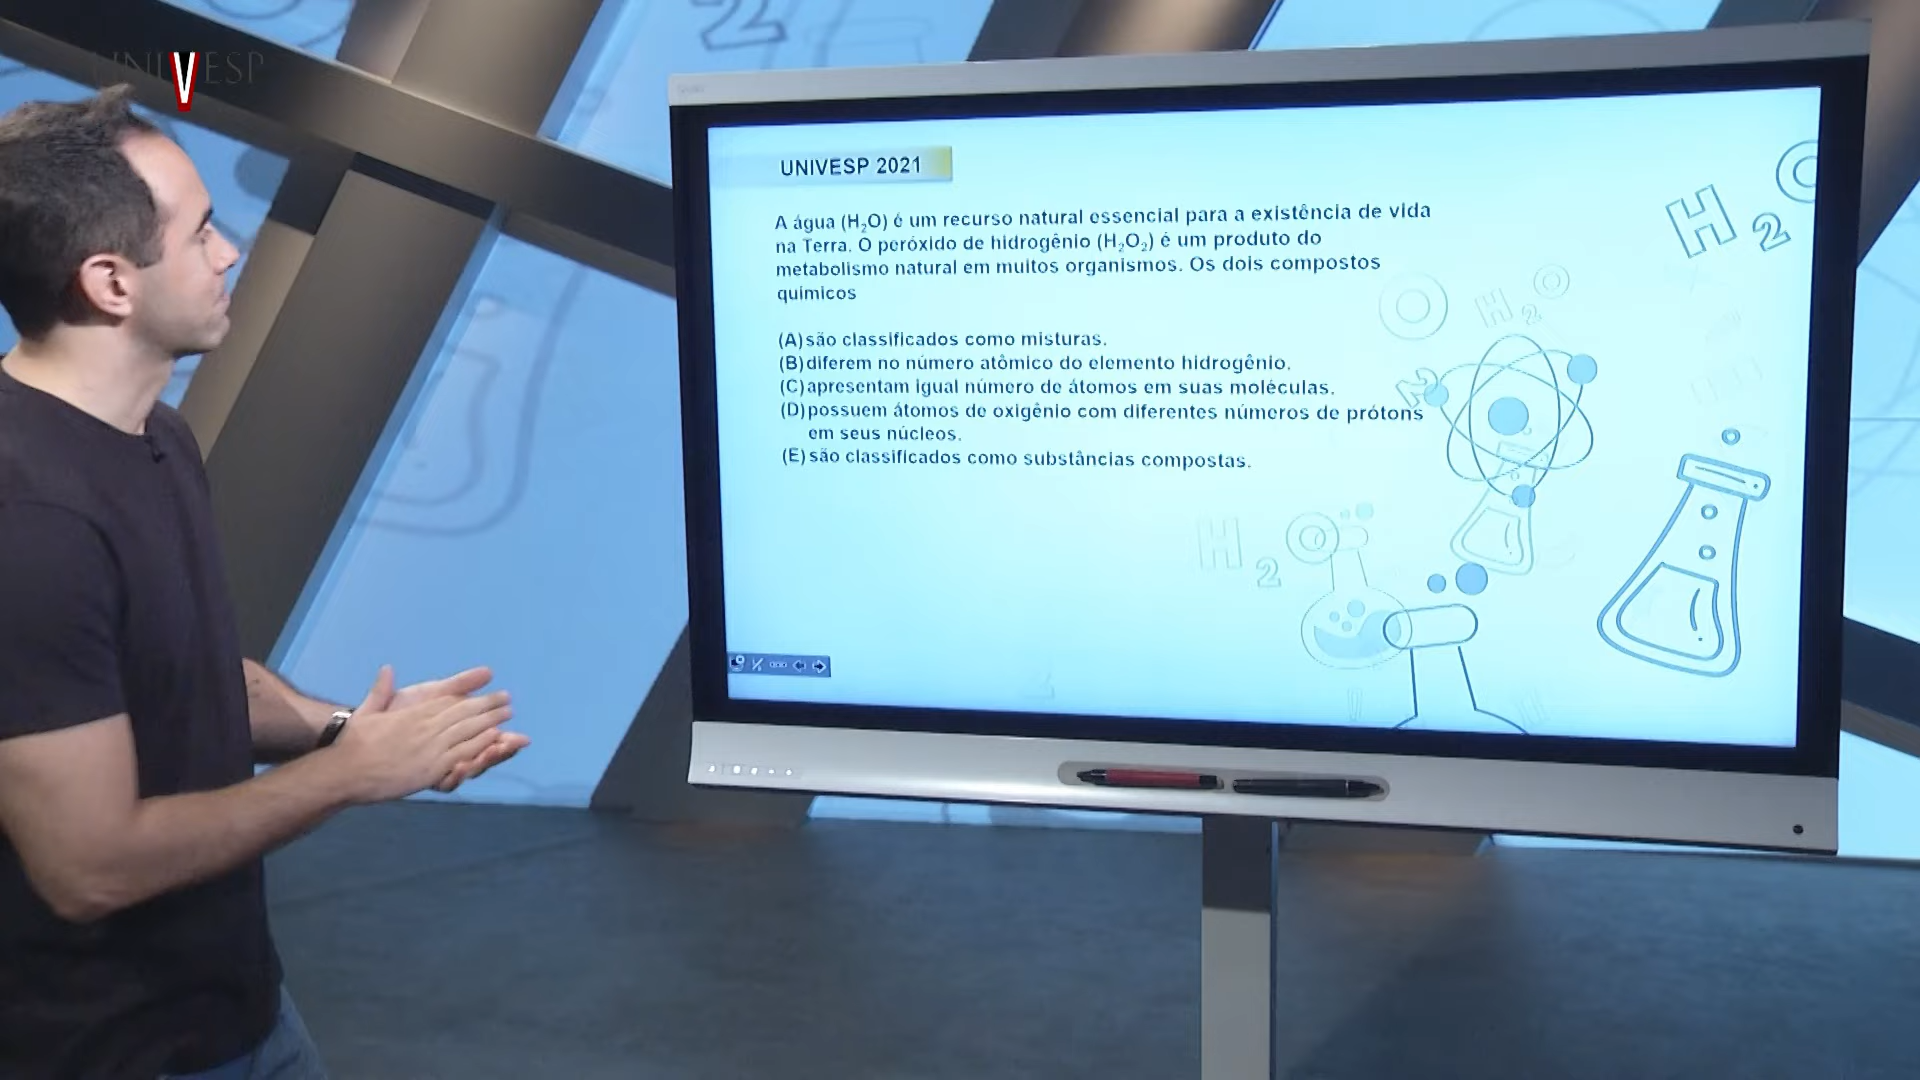 UNIVESP
UNIVESP 2021
A água (H₂O) é um recurso natural essencial para a existência de vida
na Terra. O peróxido de hidrogênio (H₂O₂) é um produto do
metabolismo natural em muitos organismos. Os dois compostos
químicos
(A) são classificados como misturas.
(B) diferem no número atômico do elemento hidrogênio.
(C) apresentam igual número de átomos em suas moléculas.
(D) possuem átomos de oxigênio com diferentes números de prótons
em seus núcleos.
(E) são classificados como substâncias compostas.
H₂O
H₂O
H₂O
2